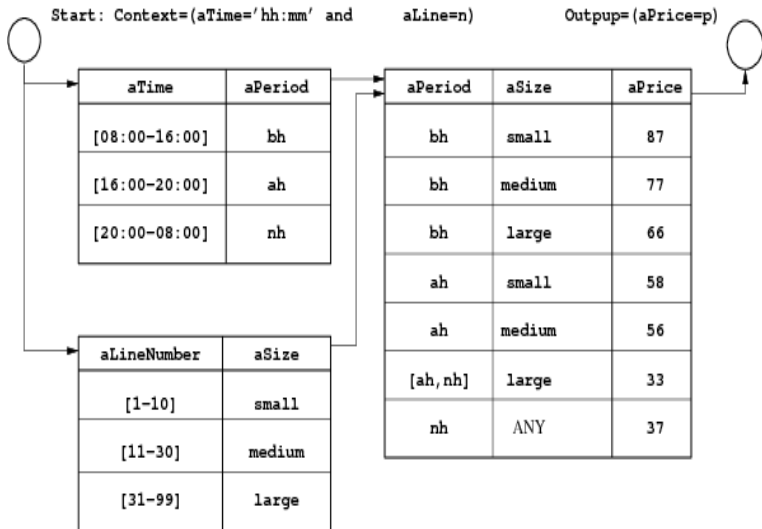 Start: Context=(aTime='hh:mm' and aLine=n) Outpup=(aPrice=p)
aTime aPeriod
[08:00-16:00] bh
[16:00-20:00] ah
[20:00-08:00] nh
aLineNumber aSize
[1-10] small
[11-30] medium
[31-99] large
aPeriod aSize aPrice
bh small 87
bh medium 77
bh large 66
ah small 58
ah medium 56
[ah,nh] large 33
nh ANY 37